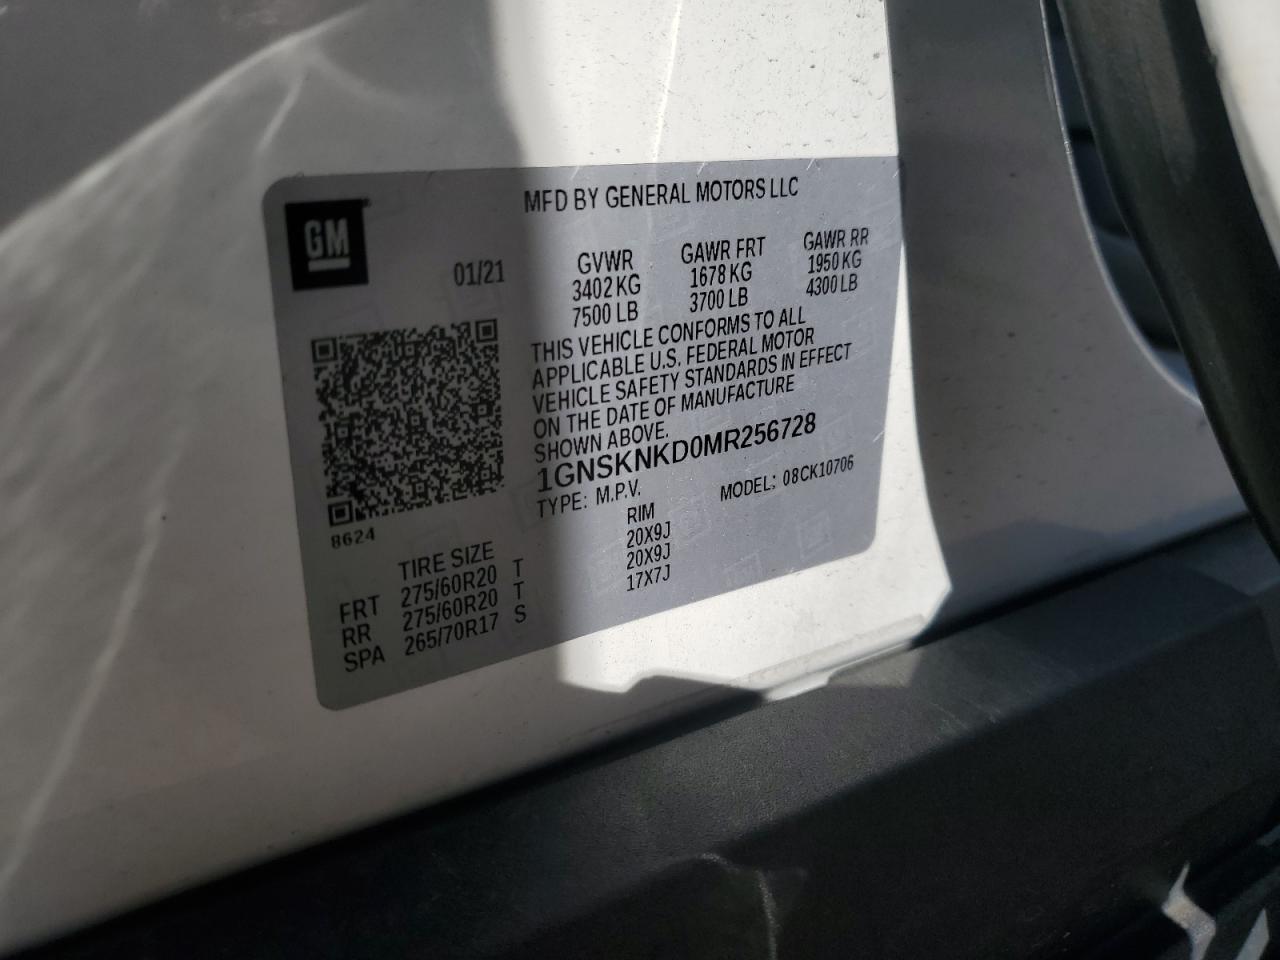 MFD BY GENERAL MOTORS LLC
GM
01/21
GVWR GAWR FRT GAWR RR
3402 KG 1678 KG 1950 KG
7500 LB 3700 LB 4300 LB
THIS VEHICLE CONFORMS TO ALL
APPLICABLE U.S. FEDERAL MOTOR
VEHICLE SAFETY STANDARDS IN EFFECT
ON THE DATE OF MANUFACTURE
SHOWN ABOVE.
1GNSKNKD0MR256728
TYPE: M.P.V. MODEL: 08CK10706
8624
TIRE SIZE RIM
FRT 275/60R20 T 20X9J
RR 275/60R20 T 20X9J
SPA 265/70R17 S 17X7J